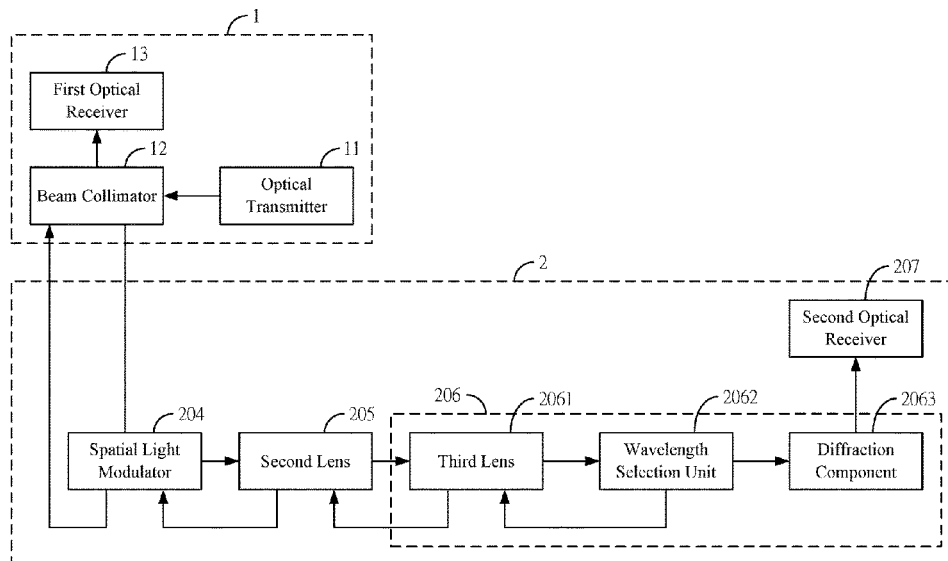 1
13
First Optical
Receiver
12
11
Beam Collimator
Optical
Transmitter
2
207
Second Optical
Receiver
204
205
206
2061
2062
2063
Spatial Light
Modulator
Second Lens
Third Lens
Wavelength
Selection Unit
Diffraction
Component